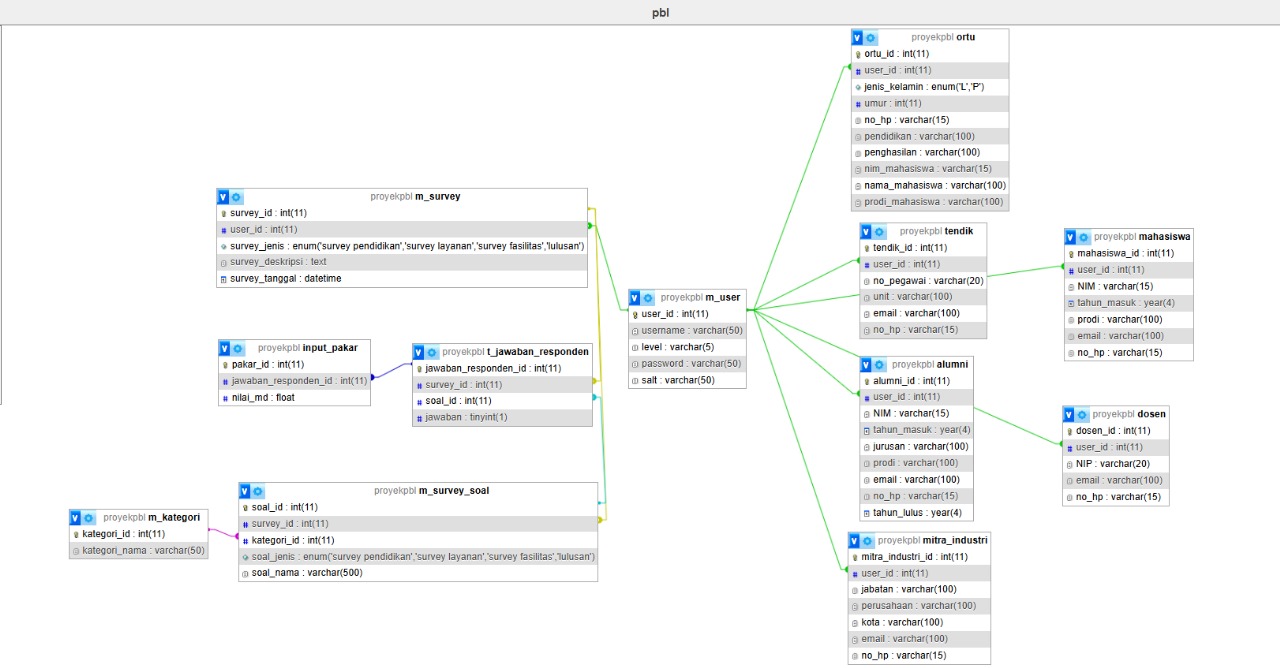 pbl
proyekpbl ortu
ortu_id : int(11)
user_id : int(11)
jenis_kelamin : enum('L','P')
umur : int(11)
no_hp : varchar(15)
pendidikan : varchar(100)
penghasilan : varchar(100)
nim_mahasiswa : varchar(15)
nama_mahasiswa : varchar(100)
prodi_mahasiswa : varchar(100)
proyekpbl m_survey
survey_id : int(11)
user_id : int(11)
survey_jenis : enum('survey pendidikan','survey layanan','survey fasilitas','lulusan')
survey_deskripsi : text
survey_tanggal : datetime
proyekpbl tendik
tendik_id : int(11)
user_id : int(11)
no_pegawai : varchar(20)
unit : varchar(100)
email : varchar(100)
no_hp : varchar(15)
proyekpbl mahasiswa
mahasiswa_id : int(11)
user_id : int(11)
NIM : varchar(15)
tahun_masuk : year(4)
prodi : varchar(100)
email : varchar(100)
no_hp : varchar(15)
proyekpbl m_user
user_id : int(11)
username : varchar(50)
level : varchar(5)
password : varchar(50)
salt : varchar(50)
proyekpbl input_pakar
pakar_id : int(11)
jawaban_responden_id : int(11)
nilai_md : float
proyekpbl t_jawaban_responden
jawaban_responden_id : int(11)
survey_id : int(11)
soal_id : int(11)
jawaban : tinyint(1)
proyekpbl alumni
alumni_id : int(11)
user_id : int(11)
NIM : varchar(15)
tahun_masuk : year(4)
jurusan : varchar(100)
prodi : varchar(100)
email : varchar(100)
no_hp : varchar(15)
tahun_lulus : year(4)
proyekpbl dosen
dosen_id : int(11)
user_id : int(11)
NIP : varchar(20)
email : varchar(100)
no_hp : varchar(15)
proyekpbl m_kategori
kategori_id : int(11)
kategori_nama : varchar(50)
proyekpbl m_survey_soal
soal_id : int(11)
survey_id : int(11)
kategori_id : int(11)
soal_jenis : enum('survey pendidikan','survey layanan','survey fasilitas','lulusan')
soal_nama : varchar(500)
proyekpbl mitra_industri
mitra_industri_id : int(11)
user_id : int(11)
jabatan : varchar(100)
perusahaan : varchar(100)
kota : varchar(100)
email : varchar(100)
no_hp : varchar(15)